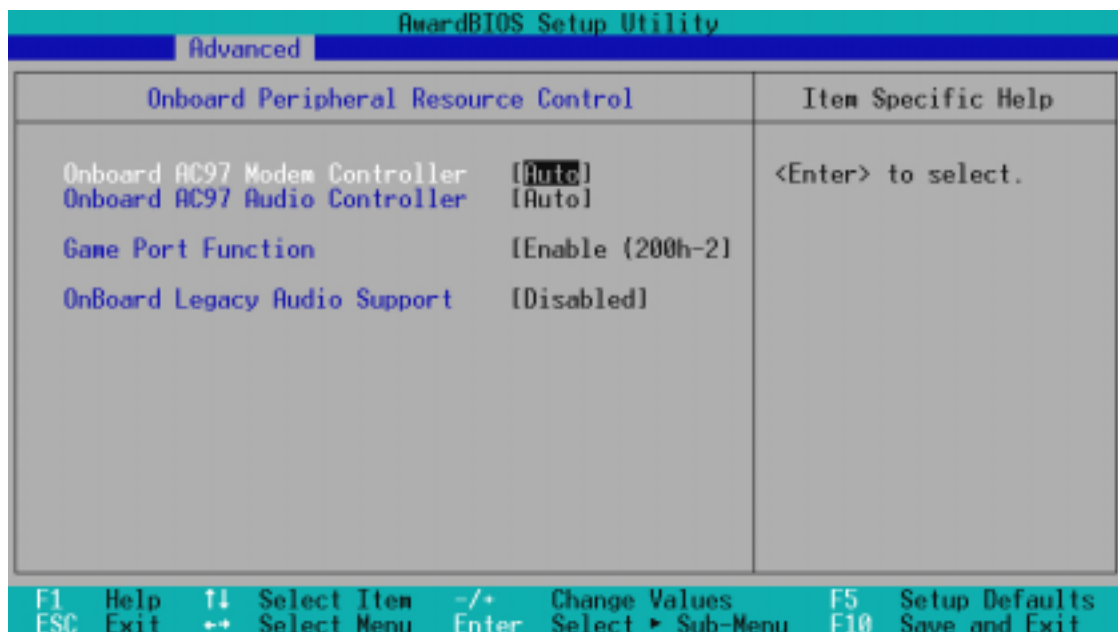 AwardBIOS Setup Utility
Advanced
Onboard Peripheral Resource Control
Item Specific Help
Onboard AC97 Modem Controller [Auto]
Onboard AC97 Audio Controller [Auto]
Game Port Function [Enable (200h-2]
OnBoard Legacy Audio Support [Disabled]
<Enter> to select.
F1 Help ↑↓ Select Item -/+ Change Values F5 Setup Defaults
ESC Exit ←→ Select Menu Enter Select ► Sub-Menu F10 Save and Exit